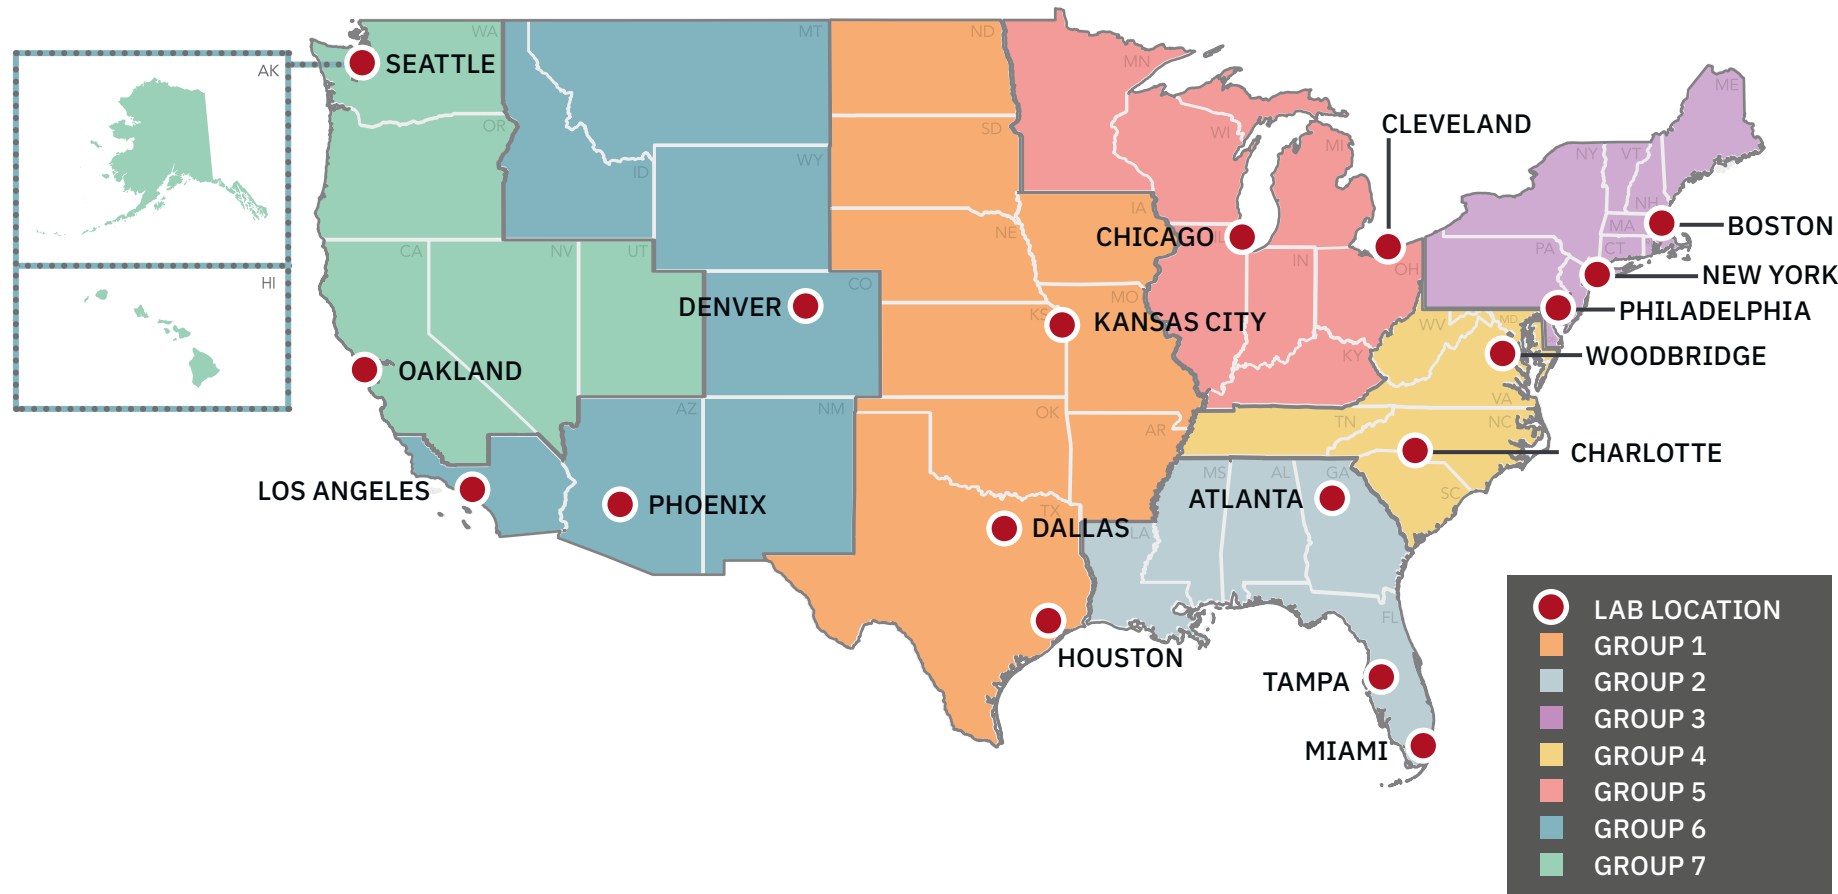 WA
MT
ND
MN
ME
AK
SEATTLE
OR
SD
WI
MI
CLEVELAND
ID
WY
NY
VT
NH
IA
MA
BOSTON
CA
NV
UT
NE
CHICAGO
IL
IN
OH
PA
CT
NEW YORK
HI
CO
MO
DENVER
KS
KANSAS CITY
WV
MD
PHILADELPHIA
OAKLAND
KY
WOODBRIDGE
AZ
NM
OK
AR
TN
VA
NC
CHARLOTTE
LOS ANGELES
PHOENIX
MS
AL
GA
ATLANTA
SC
TX
DALLAS
LA
HOUSTON
FL
TAMPA
MIAMI
LAB LOCATION
GROUP 1
GROUP 2
GROUP 3
GROUP 4
GROUP 5
GROUP 6
GROUP 7